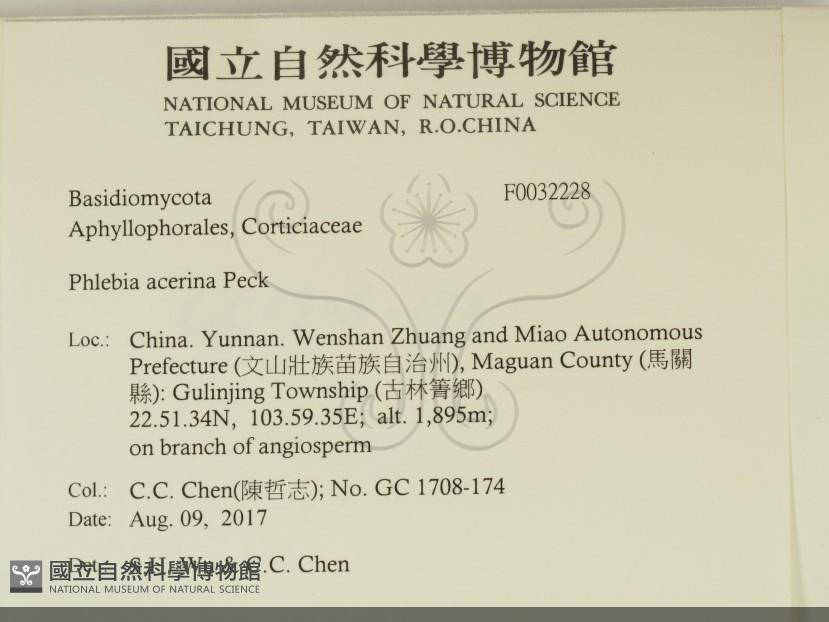 國立自然科學博物館
NATIONAL MUSEUM OF NATURAL SCIENCE
TAICHUNG, TAIWAN, R.O.CHINA
Basidiomycota F0032228
Aphyllophorales, Corticiaceae
Phlebia acerina Peck
Loc.: China. Yunnan. Wenshan Zhuang and Miao Autonomous
Prefecture (文山壯族苗族自治州), Maguan County (馬關
縣): Gulinjing Township (古林箐鄉)
22.51.34N, 103.59.35E; alt. 1,895m;
on branch of angiosperm
Col.: C.C. Chen(陳哲志); No. GC 1708-174
Date: Aug. 09, 2017
Det.: S.H. Wu & C.C. Chen
國立自然科學博物館
NATIONAL MUSEUM OF NATURAL SCIENCE